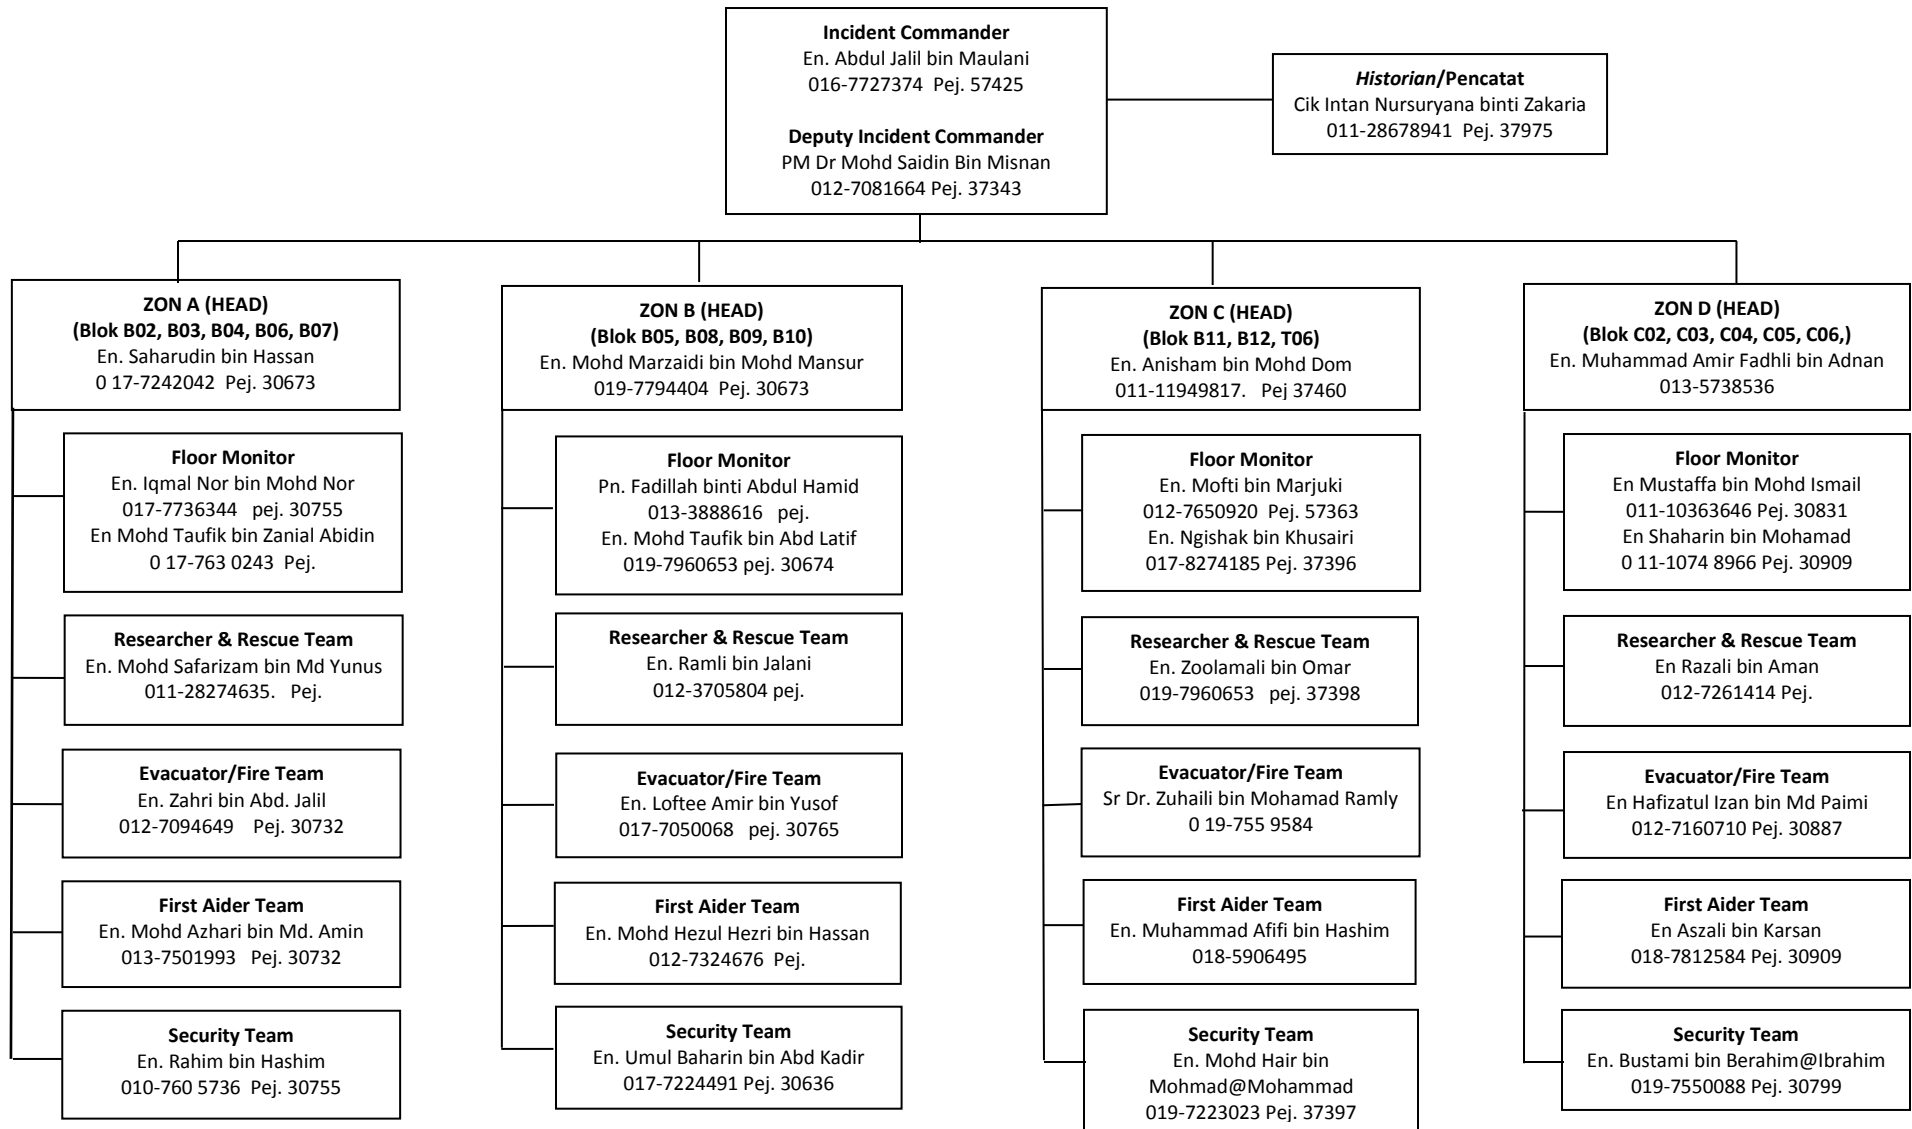 Incident Commander
En. Abdul Jalil bin Maulani
016-7727374  Pej. 57425
Deputy Incident Commander
PM Dr Mohd Saidin Bin Misnan
012-7081664 Pej. 37343
Historian/Pencatat
Cik Intan Nursuryana binti Zakaria
011-28678941  Pej. 37975
ZON A (HEAD)
(Blok B02, B03, B04, B06, B07)
En. Saharudin bin Hassan
0 17-7242042  Pej. 30673
Floor Monitor
En. Iqmal Nor bin Mohd Nor
017-7736344   pej. 30755
En Mohd Taufik bin Zanial Abidin
0 17-763 0243  Pej.
Researcher & Rescue Team
En. Mohd Safarizam bin Md Yunus
011-28274635.   Pej.
Evacuator/Fire Team
En. Zahri bin Abd. Jalil
012-7094649    Pej. 30732
First Aider Team
En. Mohd Azhari bin Md. Amin
013-7501993   Pej. 30732
Security Team
En. Rahim bin Hashim
010-760 5736  Pej. 30755
ZON B (HEAD)
(Blok B05, B08, B09, B10)
En. Mohd Marzaidi bin Mohd Mansur
019-7794404  Pej. 30673
Floor Monitor
Pn. Fadillah binti Abdul Hamid
013-3888616   pej.
En. Mohd Taufik bin Abd Latif
019-7960653 pej. 30674
Researcher & Rescue Team
En. Ramli bin Jalani
012-3705804 pej.
Evacuator/Fire Team
En. Loftee Amir bin Yusof
017-7050068   pej. 30765
First Aider Team
En. Mohd Hezul Hezri bin Hassan
012-7324676  Pej.
Security Team
En. Umul Baharin bin Abd Kadir
017-7224491 Pej. 30636
ZON C (HEAD)
(Blok B11, B12, T06)
En. Anisham bin Mohd Dom
011-11949817.   Pej 37460
Floor Monitor
En. Mofti bin Marjuki
012-7650920  Pej. 57363
En. Ngishak bin Khusairi
017-8274185 Pej. 37396
Researcher & Rescue Team
En. Zoolamali bin Omar
019-7960653   pej. 37398
Evacuator/Fire Team
Sr Dr. Zuhaili bin Mohamad Ramly
0 19-755 9584
First Aider Team
En. Muhammad Afifi bin Hashim
018-5906495
Security Team
En. Mohd Hair bin
Mohmad@Mohammad
019-7223023 Pej. 37397
ZON D (HEAD)
(Blok C02, C03, C04, C05, C06,)
En. Muhammad Amir Fadhli bin Adnan
013-5738536
Floor Monitor
En Mustaffa bin Mohd Ismail
011-10363646 Pej. 30831
En Shaharin bin Mohamad
0 11-1074 8966 Pej. 30909
Researcher & Rescue Team
En Razali bin Aman
012-7261414 Pej.
Evacuator/Fire Team
En Hafizatul Izan bin Md Paimi
012-7160710 Pej. 30887
First Aider Team
En Aszali bin Karsan
018-7812584 Pej. 30909
Security Team
En. Bustami bin Berahim@Ibrahim
019-7550088 Pej. 30799